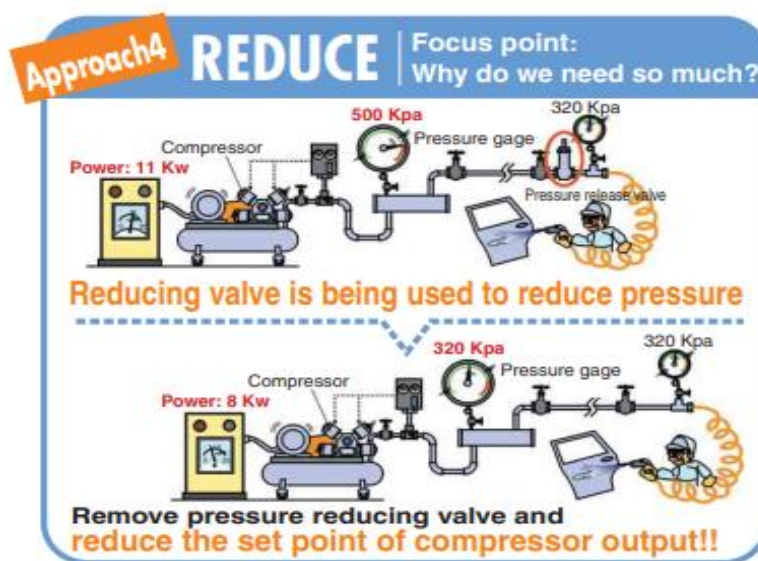 Approach4
REDUCE
Focus point:
Why do we need so much?
500 Kpa
320 Kpa
Compressor
Pressure gage
Power: 11 Kw
Pressure release valve
Reducing valve is being used to reduce pressure
320 Kpa
320 Kpa
Compressor
Pressure gage
Power: 8 Kw
Remove pressure reducing valve and
reduce the set point of compressor output!!